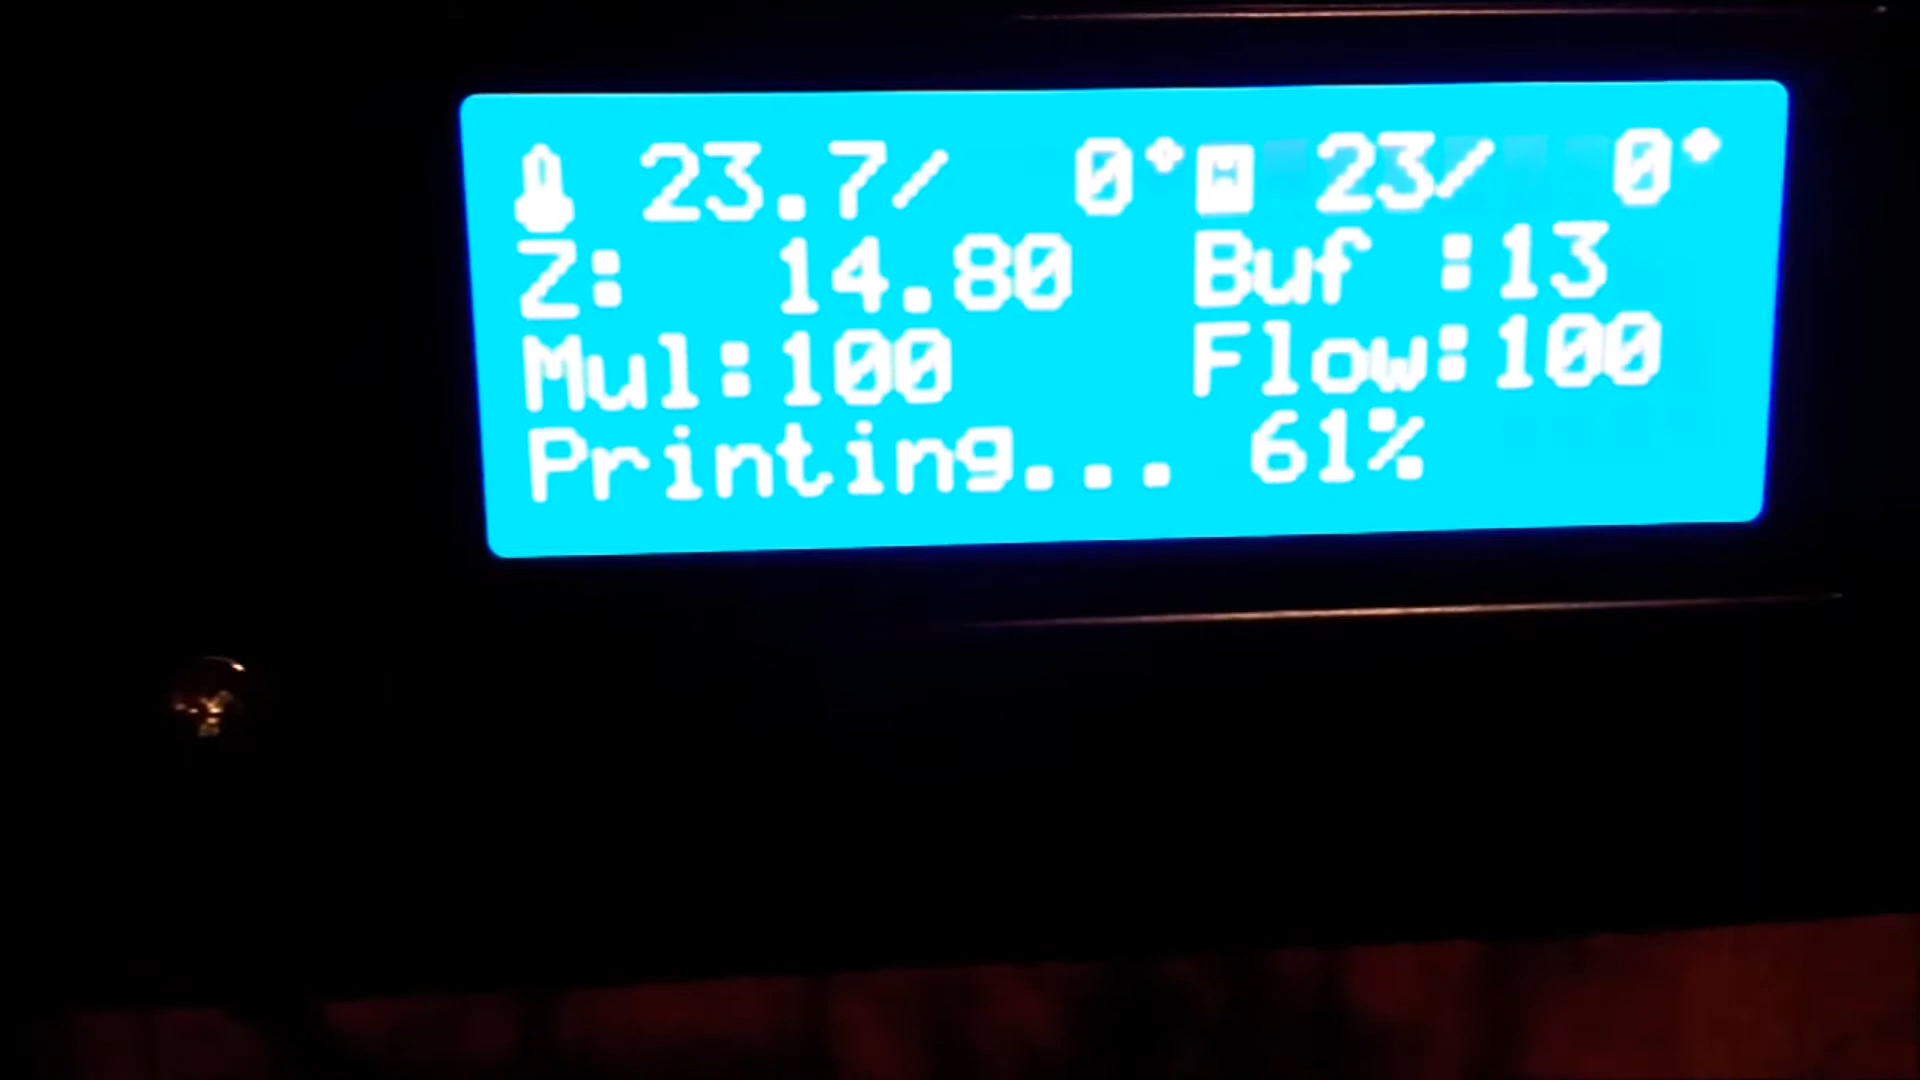 23.7/ 0° 23/ 0°
Z: 14.80 Buf :13
Mul:100 Flow:100
Printing... 61%